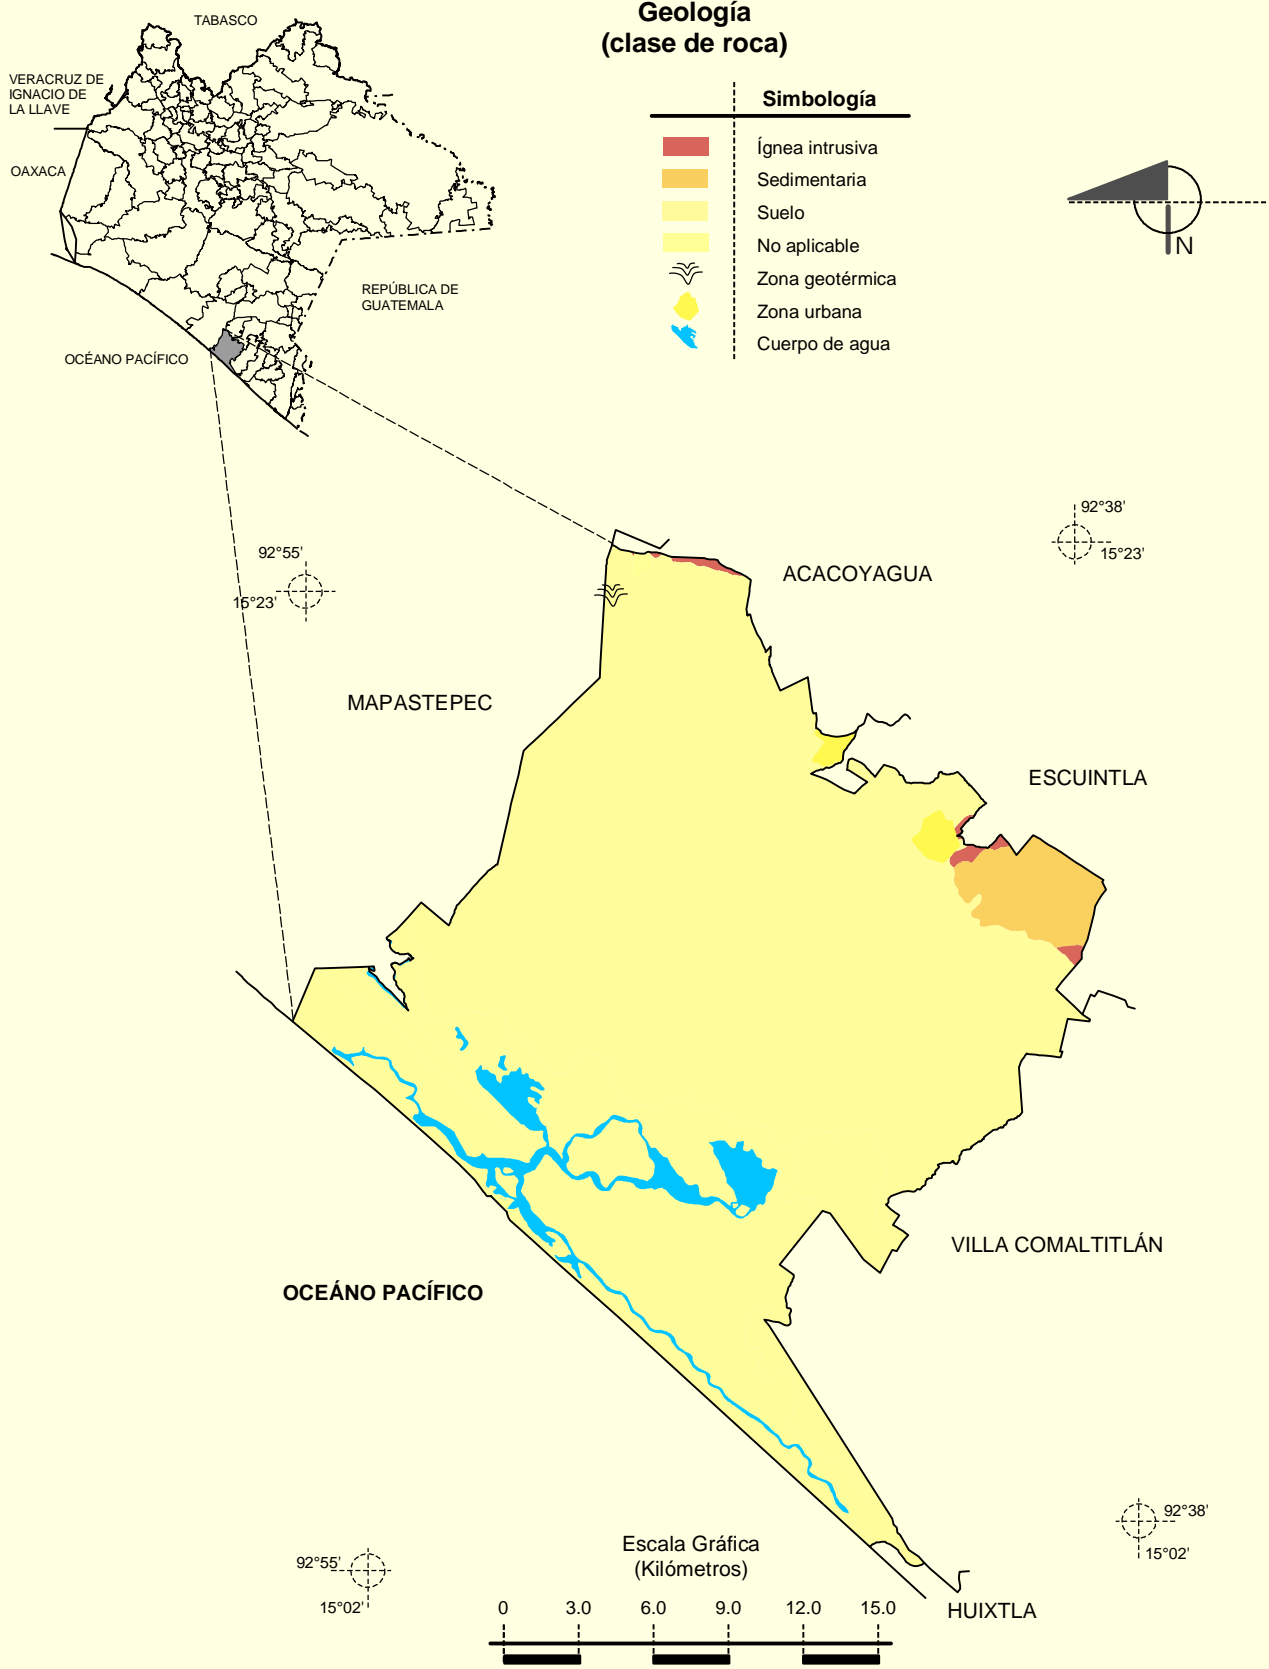 Geología
(clase de roca)
TABASCO
VERACRUZ DE
IGNACIO DE
LA LLAVE
OAXACA
REPÚBLICA DE
GUATEMALA
OCÉANO PACÍFICO
Simbología
Ígnea intrusiva
Sedimentaria
Suelo
No aplicable
Zona geotérmica
Zona urbana
Cuerpo de agua
N
92°38'
15°23'
92°55'
15°23'
ACACOYAGUA
MAPASTEPEC
ESCUINTLA
VILLA COMALTITLÁN
OCEÁNO PACÍFICO
92°38'
15°02'
92°55'
15°02'
HUIXTLA
Escala Gráfica
(Kilómetros)
0 3.0 6.0 9.0 12.0 15.0